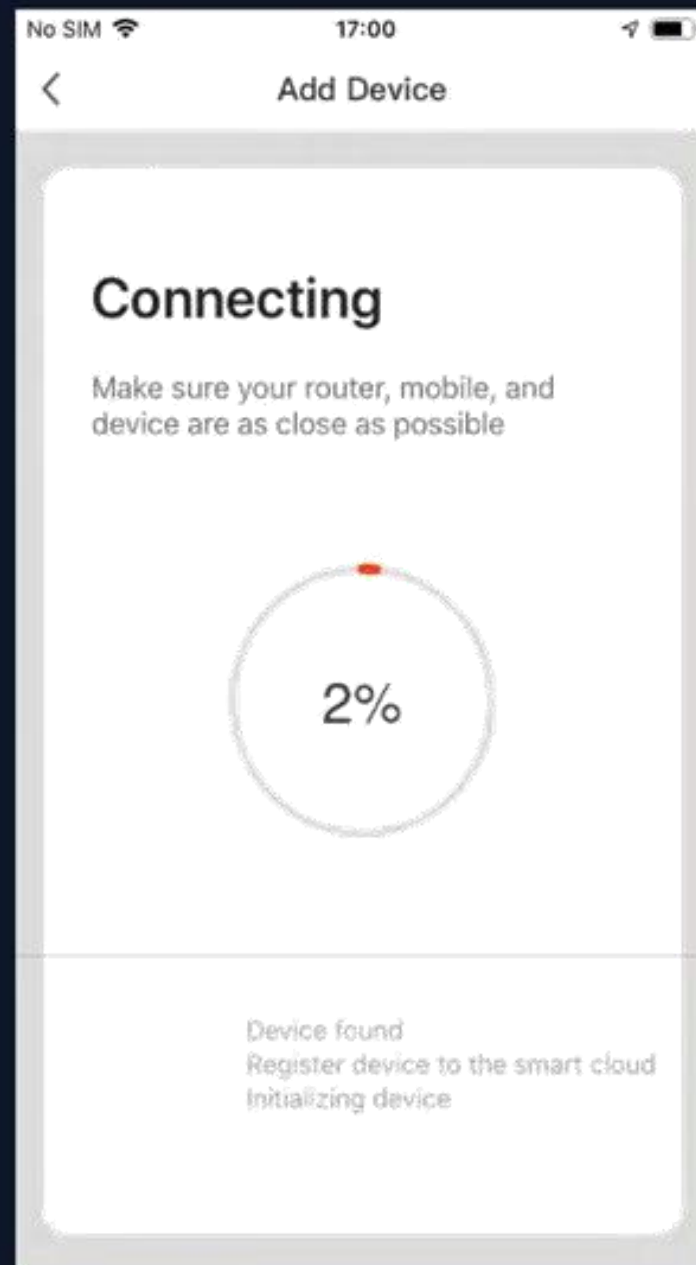 No SIM 17:00
Add Device
Connecting
Make sure your router, mobile, and
device are as close as possible
2%
Device found
Register device to the smart cloud
Initializing device